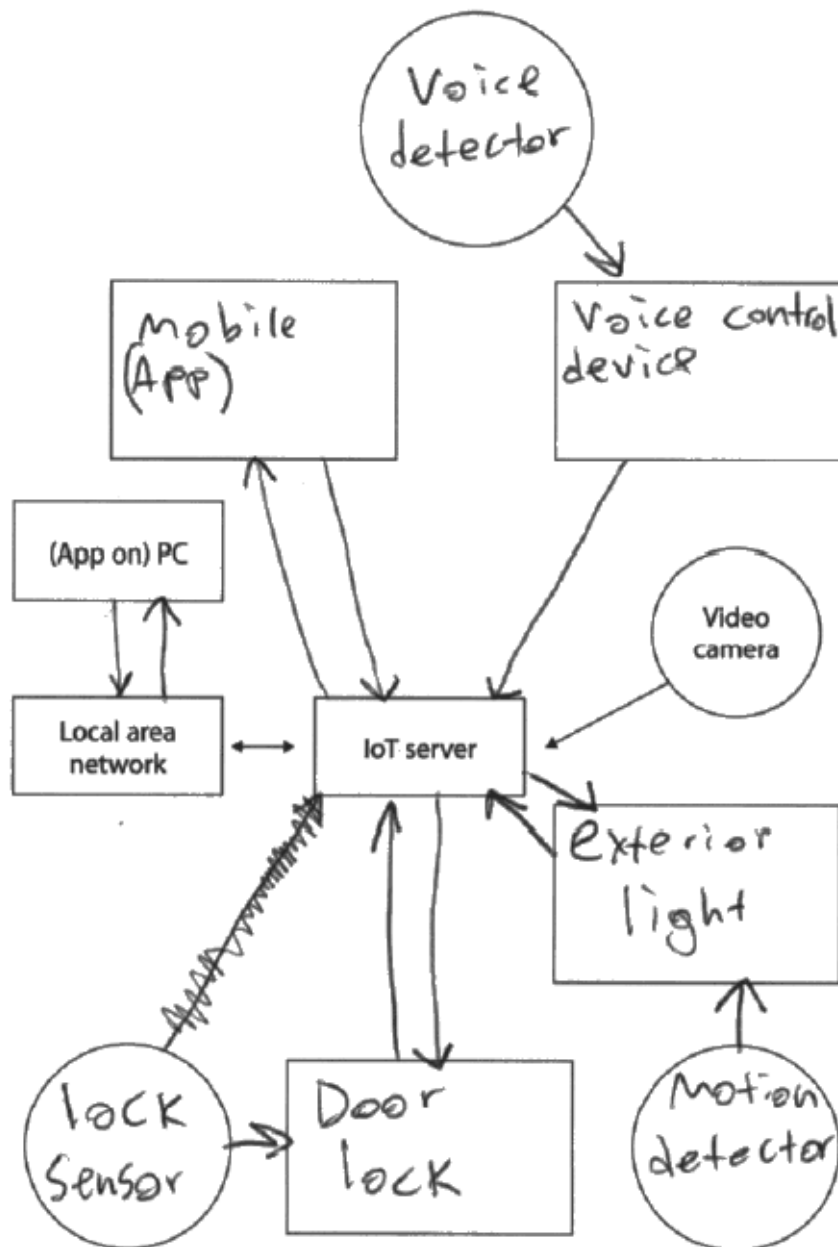 Voice
detector
Mobile
(App)
Voice control
device
(App on) PC
Video
camera
Local area
network
IoT server
exterior
light
lock
sensor
Door
lock
Motion
detector